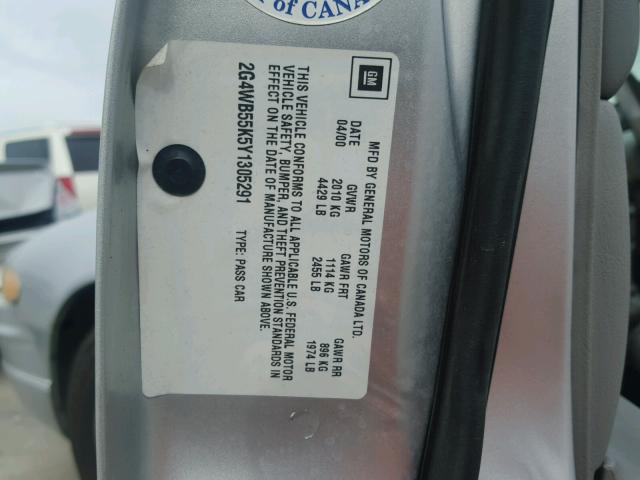 of CANA
GM
MFD BY GENERAL MOTORS OF CANADA LTD.
DATE GVWR GAWR FRT GAWR RR
04/00 2010 KG 1114 KG 896 KG
4429 LB 2455 LB 1974 LB
THIS VEHICLE CONFORMS TO ALL APPLICABLE U.S. FEDERAL MOTOR
VEHICLE SAFETY, BUMPER, AND THEFT PREVENTION STANDARDS IN
EFFECT ON THE DATE OF MANUFACTURE SHOWN ABOVE.
2G4WB55K5Y1305291 TYPE: PASS CAR